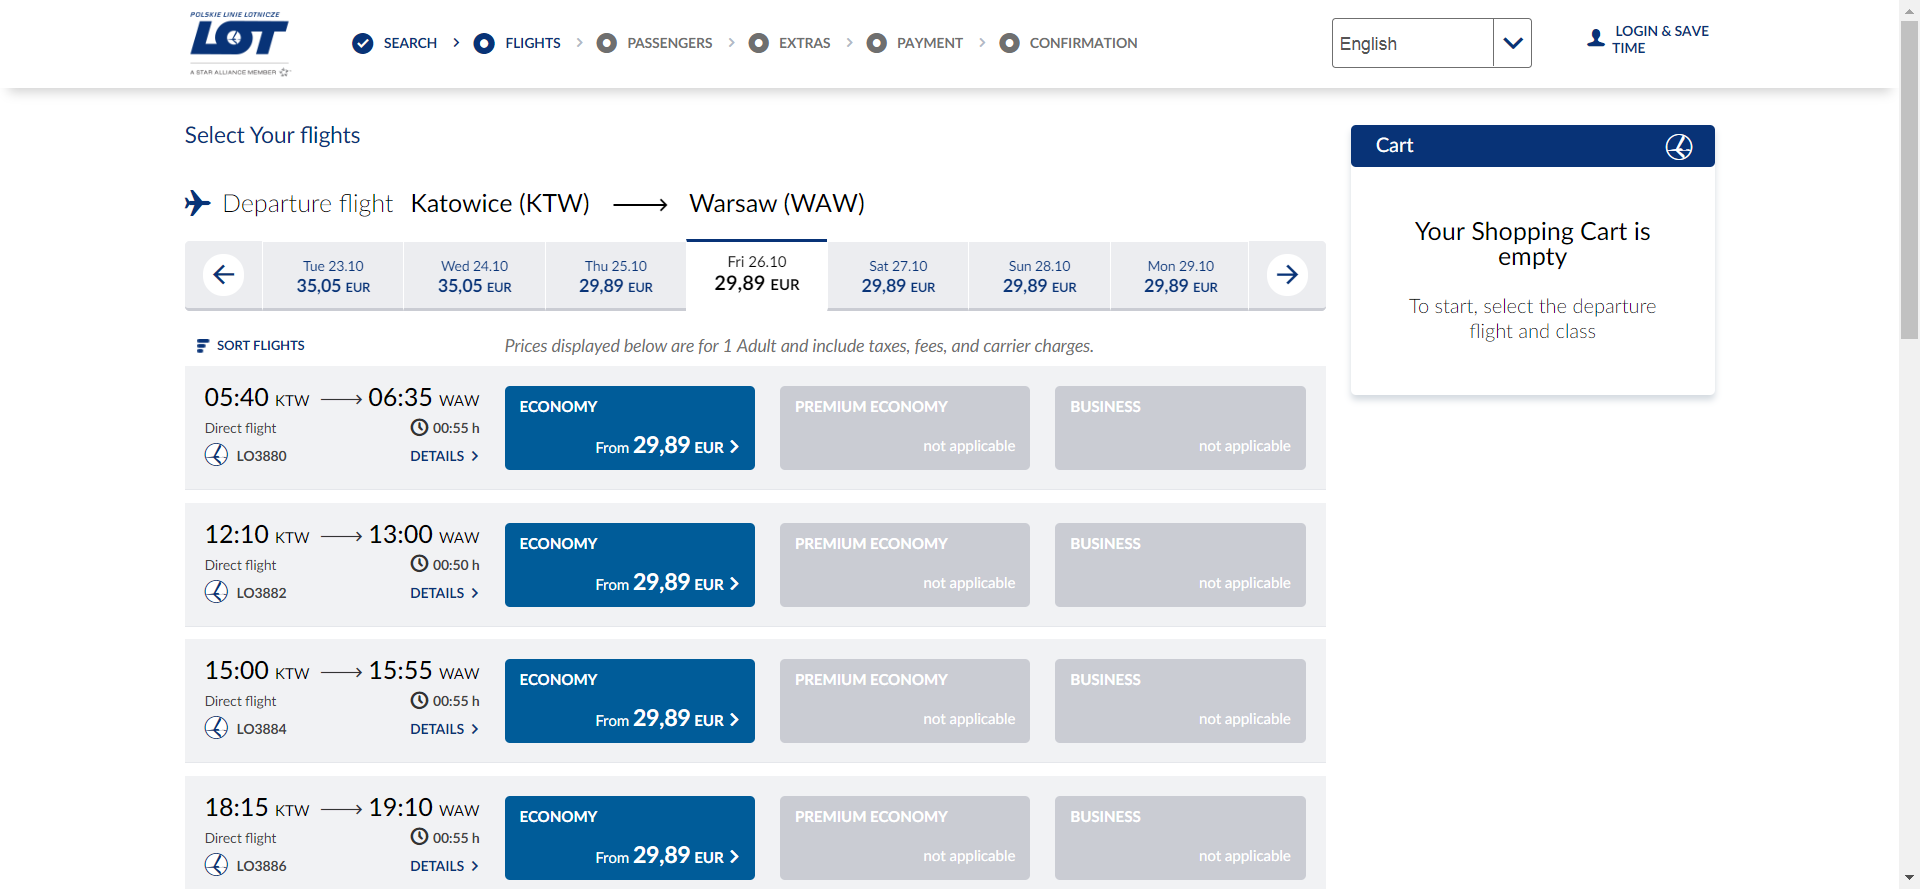 POLSKIE LINIE LOTNICZE
LOT
A STAR ALLIANCE MEMBER
SEARCH > FLIGHTS > PASSENGERS > EXTRAS > PAYMENT > CONFIRMATION
English
LOGIN & SAVE
TIME
Select Your flights
Departure flight Katowice (KTW) Warsaw (WAW)
Tue 23.10
35,05 EUR
Wed 24.10
35,05 EUR
Thu 25.10
29,89 EUR
Fri 26.10
29,89 EUR
Sat 27.10
29,89 EUR
Sun 28.10
29,89 EUR
Mon 29.10
29,89 EUR
SORT FLIGHTS
Prices displayed below are for 1 Adult and include taxes, fees, and carrier charges.
05:40 KTW 06:35 WAW
Direct flight 00:55 h
LO3880 DETAILS >
ECONOMY
From 29,89 EUR >
PREMIUM ECONOMY
not applicable
BUSINESS
not applicable
12:10 KTW 13:00 WAW
Direct flight 00:50 h
LO3882 DETAILS >
ECONOMY
From 29,89 EUR >
PREMIUM ECONOMY
not applicable
BUSINESS
not applicable
15:00 KTW 15:55 WAW
Direct flight 00:55 h
LO3884 DETAILS >
ECONOMY
From 29,89 EUR >
PREMIUM ECONOMY
not applicable
BUSINESS
not applicable
18:15 KTW 19:10 WAW
Direct flight 00:55 h
LO3886 DETAILS >
ECONOMY
From 29,89 EUR >
PREMIUM ECONOMY
not applicable
BUSINESS
not applicable
Cart
Your Shopping Cart is
empty
To start, select the departure
flight and class